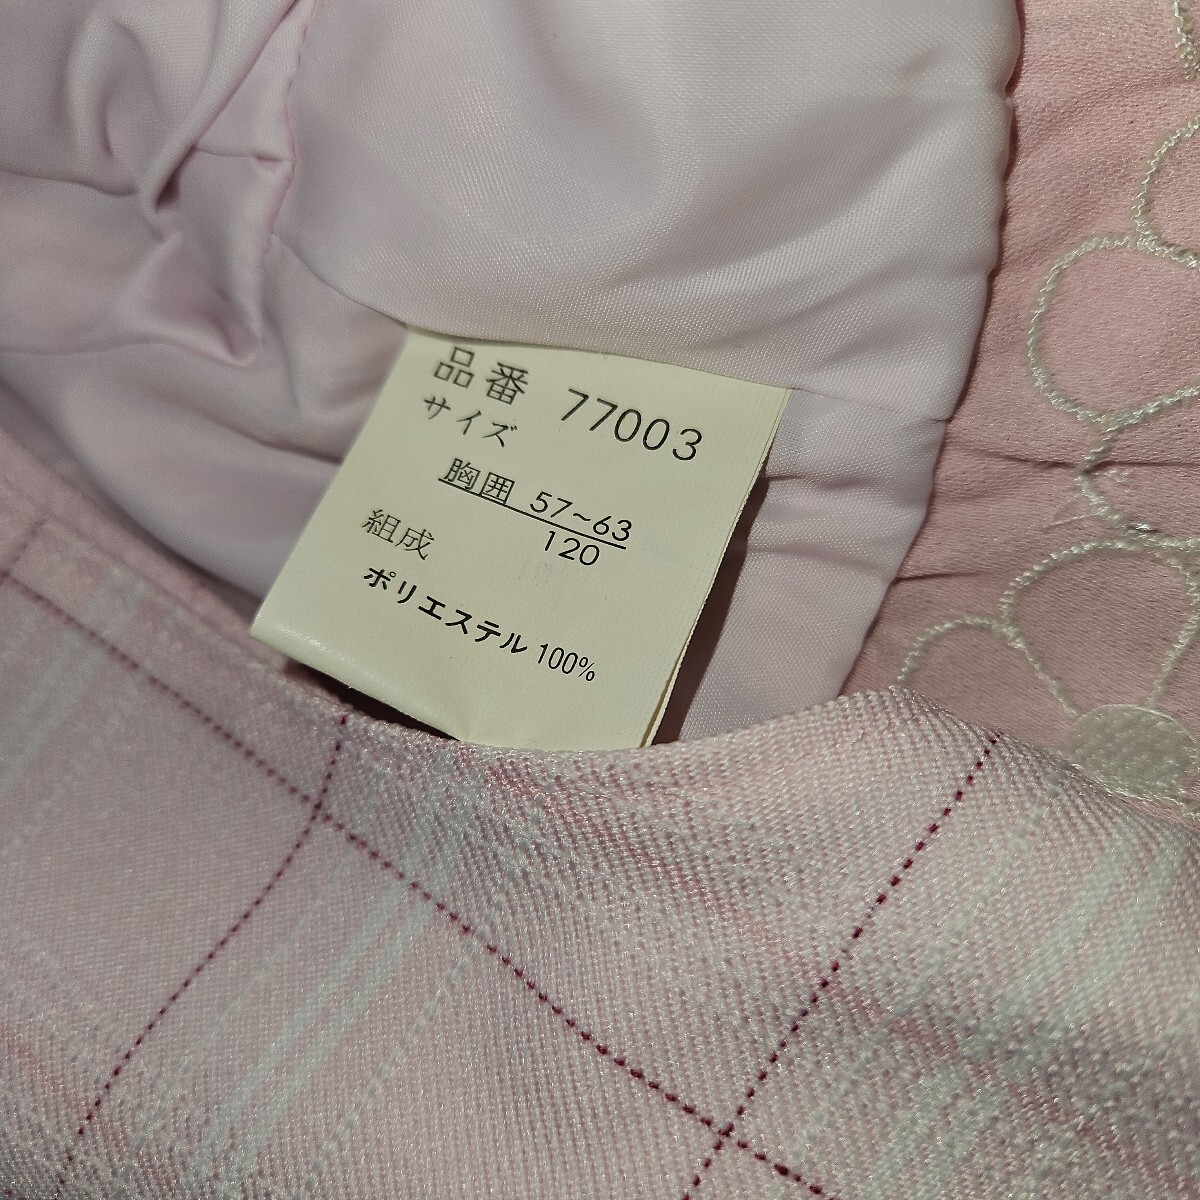 品番 77003
サイズ
胸囲 57~63
120
組成
ポリエステル 100%